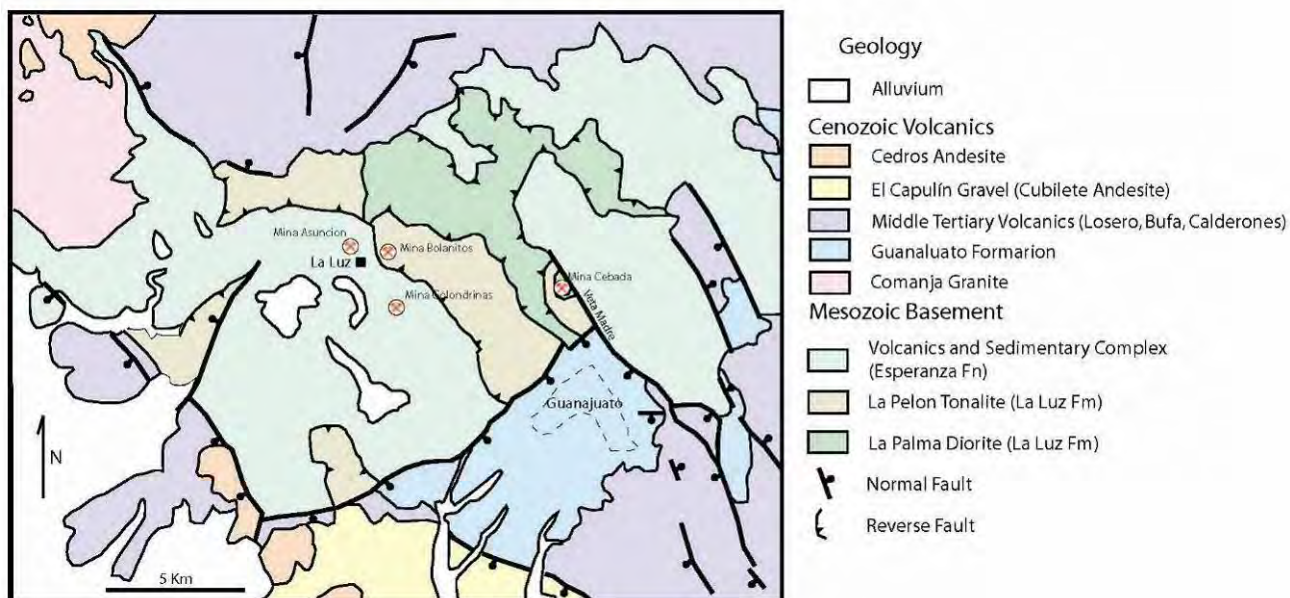 Mina Asuncion
Mina Bolanitos
La Luz
Mina Golondrinas
Mina Cebada
Veta Madre
Guanajuato
N
5 Km
Geology
Alluvium
Cenozoic Volcanics
Cedros Andesite
El Capulín Gravel (Cubilete Andesite)
Middle Tertiary Volcanics (Losero, Bufa, Calderones)
Guanaluato Formarion
Comanja Granite
Mesozoic Basement
Volcanics and Sedimentary Complex
(Esperanza Fn)
La Pelon Tonalite (La Luz Fm)
La Palma Diorite (La Luz Fm)
Normal Fault
Reverse Fault